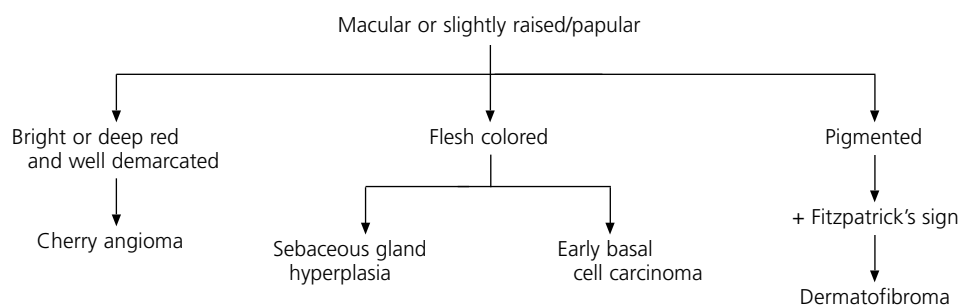 Macular or slightly raised/papular
Bright or deep red
and well demarcated
Flesh colored
Pigmented
Cherry angioma
Sebaceous gland
hyperplasia
Early basal
cell carcinoma
+ Fitzpatrick’s sign
Dermatofibroma